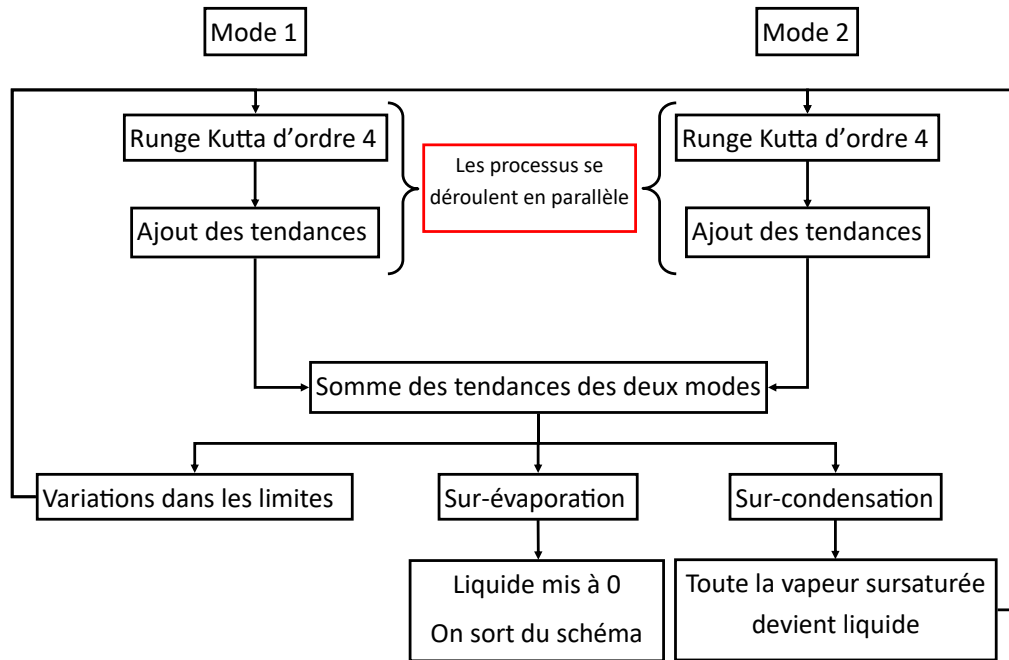 Mode 1
Mode 2
Runge Kutta d'ordre 4
Runge Kutta d'ordre 4
Les processus se
déroulent en parallèle
Ajout des tendances
Ajout des tendances
Somme des tendances des deux modes
Variations dans les limites
Sur-évaporation
Sur-condensation
Liquide mis à 0
On sort du schéma
Toute la vapeur sursaturée
devient liquide